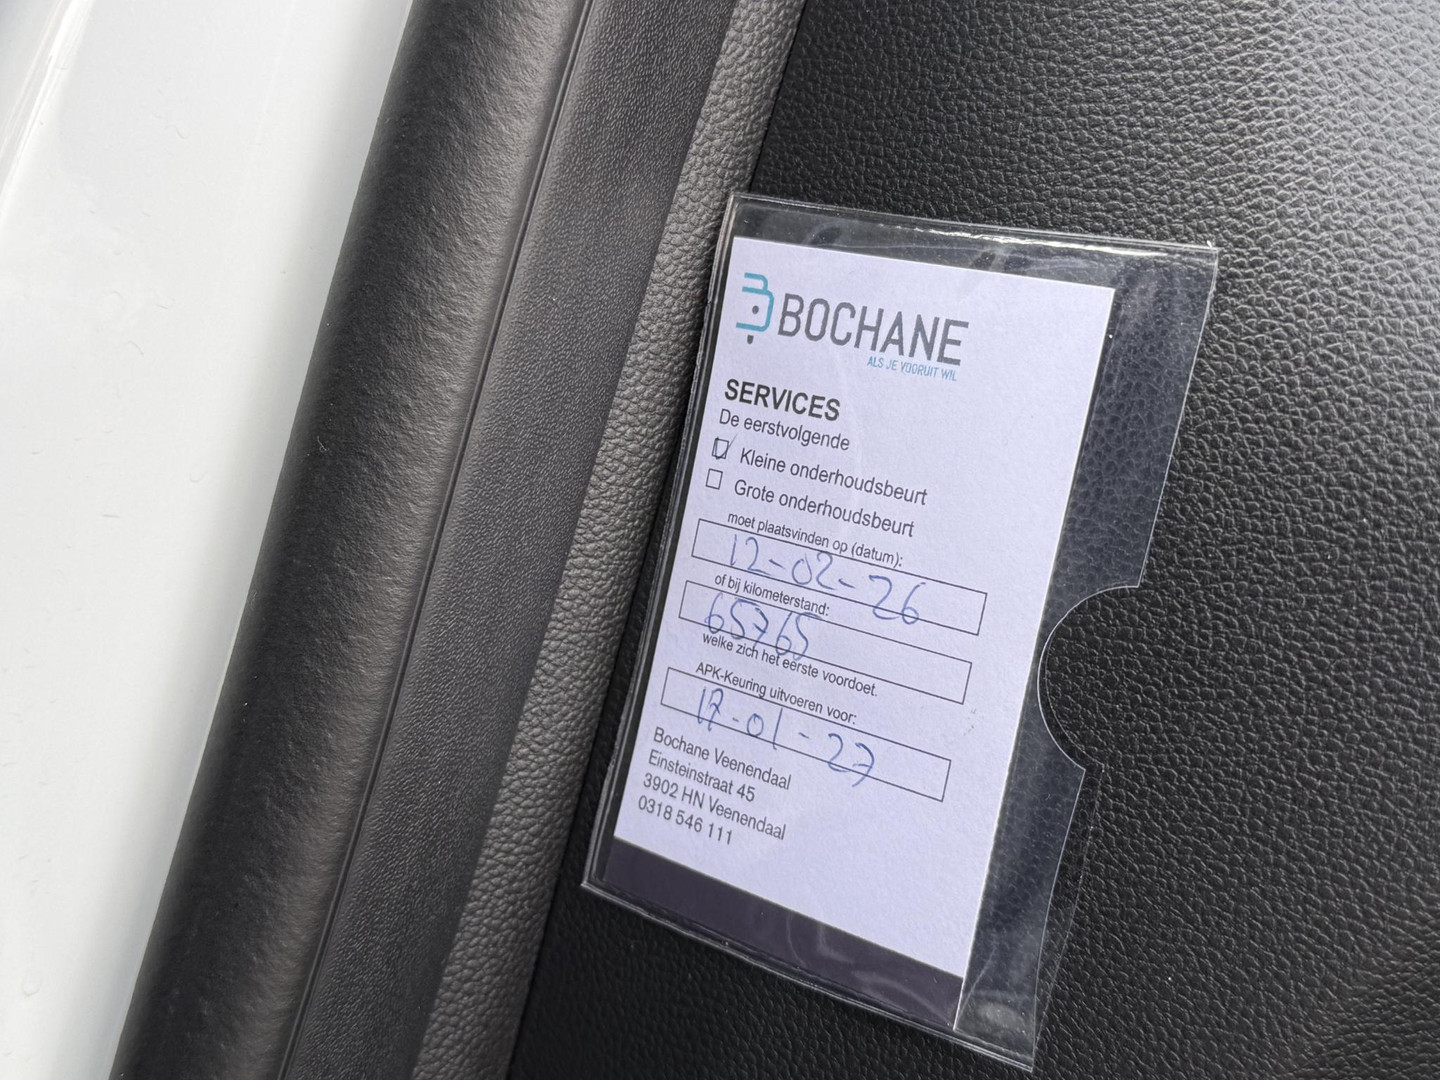 BOCHANE
ALS JE VOORUIT WIL
SERVICES
De eerstvolgende
Kleine onderhoudsbeurt
Grote onderhoudsbeurt
moet plaatsvinden op (datum):
12-02-26
of bij kilometerstand:
65765
welke zich het eerste voordoet.
APK-Keuring uitvoeren voor:
-01-27
Bochane Veenendaal
Einsteinstraat 45
3902 HN Veenendaal
0318 546 111